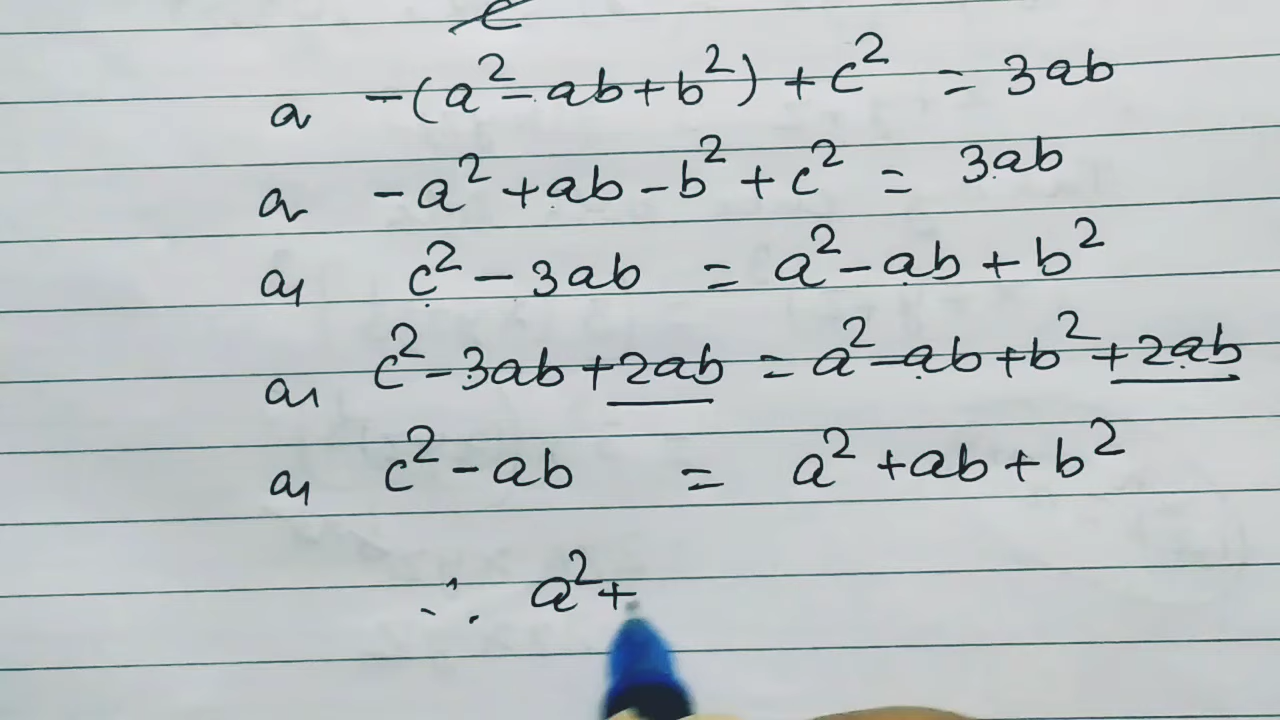 c
a -(a² - ab + b²) + c² = 3ab
a -a² + ab - b² + c² = 3ab
a, c² - 3ab = a² - ab + b²
a, c² - 3ab + 2ab = a² - ab + b² + 2ab
a, c² - ab = a² + ab + b²
∴ a² +